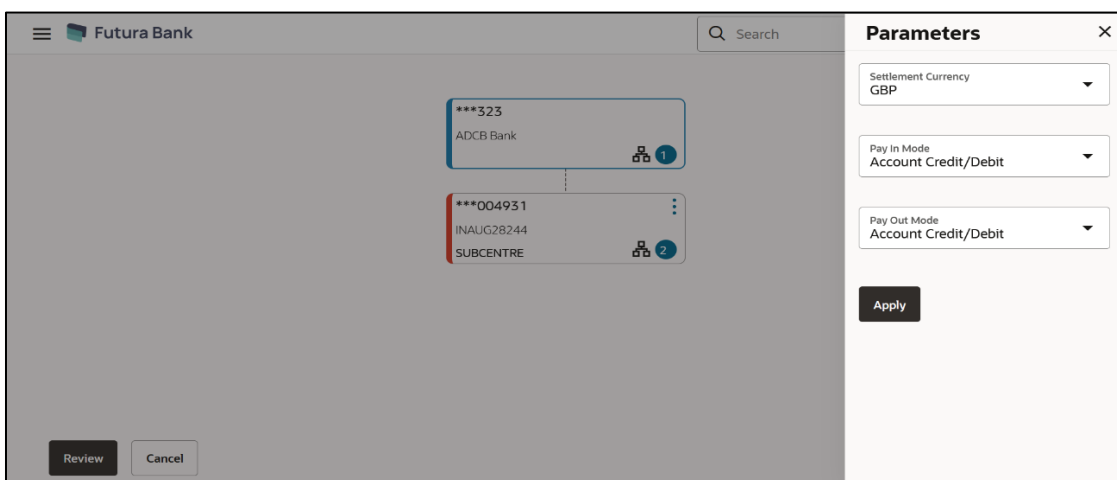 Futura Bank
Search
***323
ADCB Bank
1
***004931
INAUG28244
SUBCENTRE
2
Review
Cancel
Parameters
Settlement Currency
GBP
Pay In Mode
Account Credit/Debit
Pay Out Mode
Account Credit/Debit
Apply